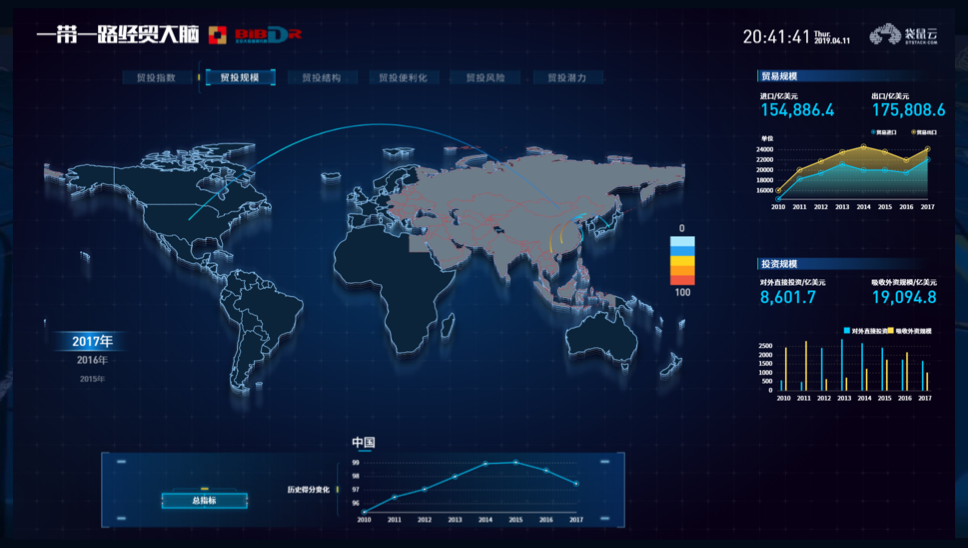 一带一路经贸大脑
BIBDR
20:41:41
Thur.
2019.04.11
袋鼠云
DTSTACK.COM
贸投指数
贸投规模
贸投结构
贸投便利化
贸投风险
贸投潜力
贸易规模
进口/亿美元
出口/亿美元
154,886.4
175,808.6
贸易进口
贸易出口
单位
24000
22000
20000
18000
16000
2010 2011 2012 2013 2014 2015 2016 2017
0
100
投资规模
对外直接投资/亿美元
吸收外资规模/亿美元
8,601.7
19,094.8
对外直接投资
吸收外资规模
2500
2000
1500
1000
500
0
2010 2011 2012 2013 2014 2015 2016 2017
2017年
2016年
2015年
中国
总指标
历史得分变化
99
98
97
96
2010 2011 2012 2013 2014 2015 2016 2017